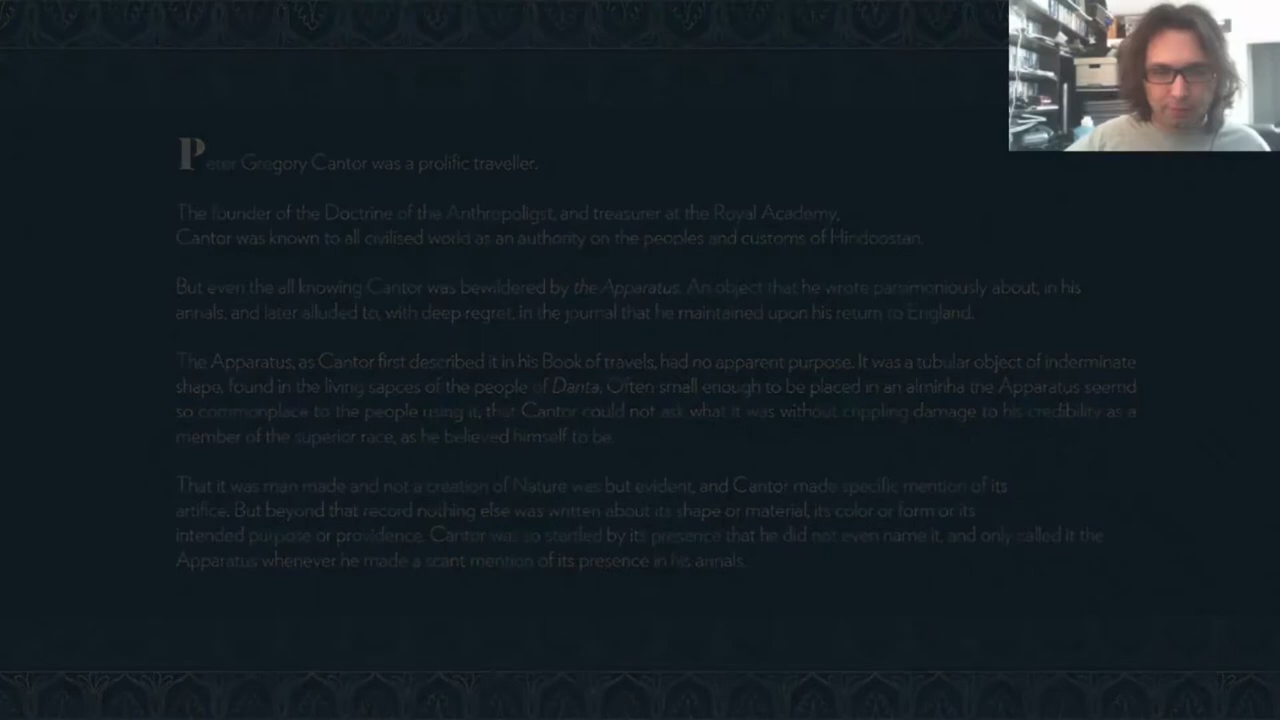 Peter Gregory Cantor was a prolific traveller.
The founder of the Doctrine of the Anthropoligst, and treasurer at the Royal Academy,
Cantor was known to all civilised world as an authority on the peoples and customs of Hindoostan.
But even the all knowing Cantor was bewildered by the Apparatus. An object that he wrote parsimoniously about, in his
annals, and later alluded to, with deep regret, in the journal that he maintained upon his return to England.
The Apparatus, as Cantor first described it in his Book of travels, had no apparent purpose. It was a tubular object of inderminate
shape, found in the living sapces of the people of Danta. Often small enough to be placed in an alminha the Apparatus seemd
so commonplace to the people using it, that Cantor could not ask what it was without crippling damage to his credibility as a
member of the superior race, as he believed himself to be.
That it was man made and not a creation of Nature was but evident, and Cantor made specific mention of its
artifice. But beyond that record nothing else was written about its shape or material, its color or form or its
intended purpose or providence. Cantor was so startled by its presence that he did not even name it, and only called it the
Apparatus whenever he made a scant mention of its presence in his annals.